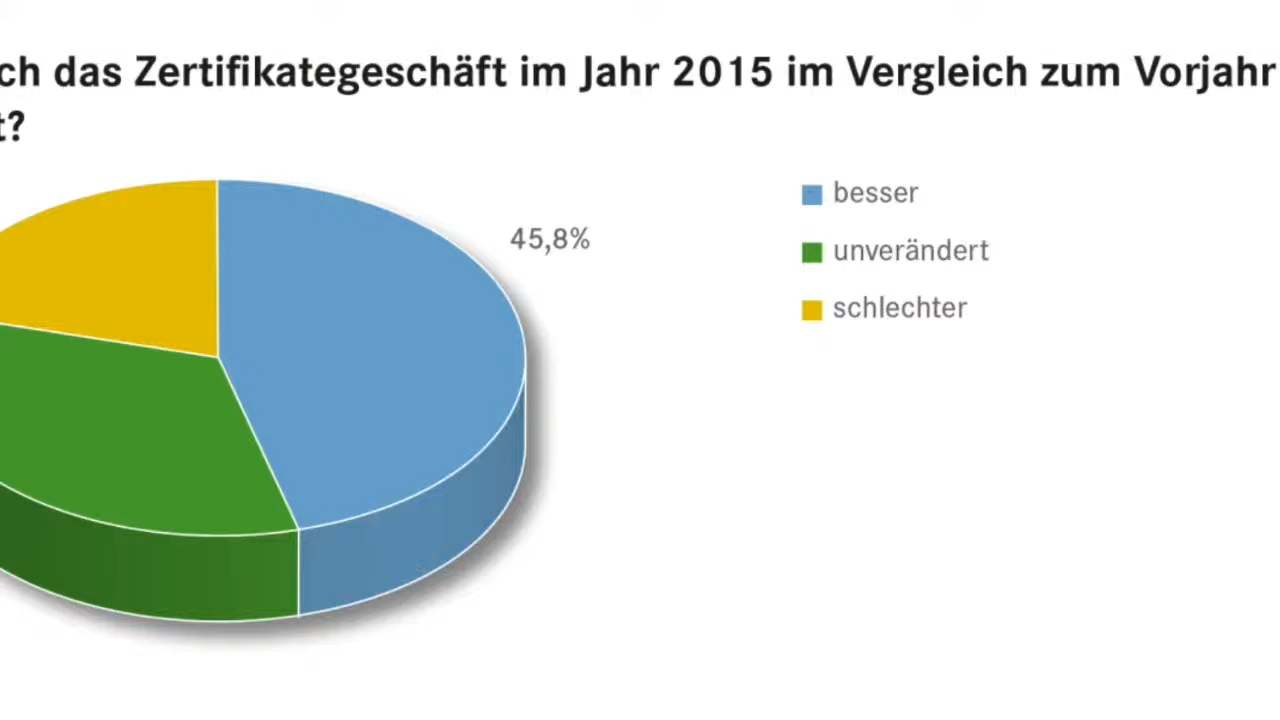 ch das Zertifikategeschäft im Jahr 2015 im Vergleich zum Vorjahr
t?
45,8%
besser
unverändert
schlechter